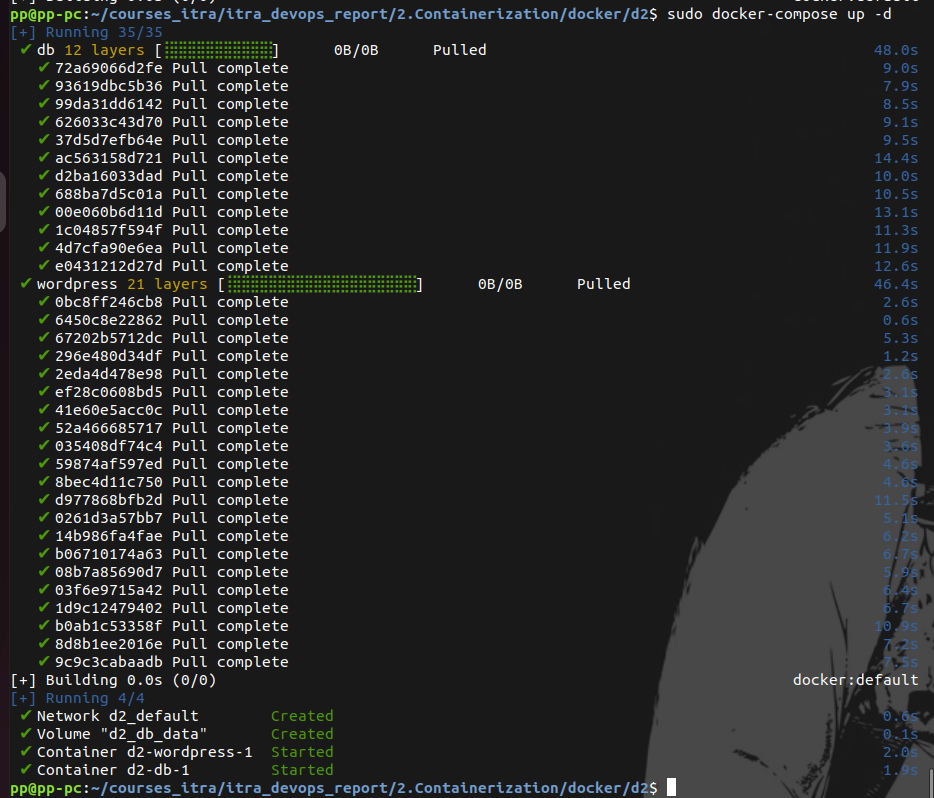 pp@pp-pc:~/courses_itra/itra_devops_report/2.Containerization/docker/d2$ sudo docker-compose up -d
[+] Running 35/35
✔ db 12 layers [⣿⣿⣿⣿⣿⣿⣿⣿⣿⣿⣿⣿] 0B/0B Pulled 48.0s
✔ 72a69066d2fe Pull complete 9.0s
✔ 93619dbc5b36 Pull complete 7.9s
✔ 99da31dd6142 Pull complete 8.5s
✔ 626033c43d70 Pull complete 9.1s
✔ 37d5d7efb64e Pull complete 9.5s
✔ ac563158d721 Pull complete 14.4s
✔ d2ba16033dad Pull complete 10.0s
✔ 688ba7d5c01a Pull complete 10.5s
✔ 00e060b6d11d Pull complete 13.1s
✔ 1c04857f594f Pull complete 11.3s
✔ 4d7cfa90e6ea Pull complete 11.9s
✔ e0431212d27d Pull complete 12.6s
✔ wordpress 21 layers [⣿⣿⣿⣿⣿⣿⣿⣿⣿⣿⣿⣿⣿⣿⣿⣿⣿⣿⣿⣿⣿] 0B/0B Pulled 46.4s
✔ 0bc8ff246cb8 Pull complete 2.6s
✔ 6450c8e22862 Pull complete 0.6s
✔ 67202b5712dc Pull complete 5.3s
✔ 296e480d34df Pull complete 1.2s
✔ 2eda4d478e98 Pull complete 2.6s
✔ ef28c0608bd5 Pull complete 3.1s
✔ 41e60e5acc0c Pull complete 3.1s
✔ 52a466685717 Pull complete 3.9s
✔ 035408df74c4 Pull complete 3.6s
✔ 59874af597ed Pull complete 4.6s
✔ 8bec4d11c750 Pull complete 4.6s
✔ d977868bfb2d Pull complete 11.5s
✔ 0261d3a57bb7 Pull complete 5.1s
✔ 14b986fa4fae Pull complete 6.2s
✔ b06710174a63 Pull complete 6.7s
✔ 08b7a85690d7 Pull complete 5.9s
✔ 03f6e9715a42 Pull complete 6.4s
✔ 1d9c12479402 Pull complete 6.7s
✔ b0ab1c53358f Pull complete 10.9s
✔ 8d8b1ee2016e Pull complete 7.2s
✔ 9c9c3cabaadb Pull complete 7.5s
[+] Building 0.0s (0/0) docker:default
[+] Running 4/4
✔ Network d2_default Created 0.6s
✔ Volume "d2_db_data" Created 0.1s
✔ Container d2-wordpress-1 Started 2.0s
✔ Container d2-db-1 Started 1.9s
pp@pp-pc:~/courses_itra/itra_devops_report/2.Containerization/docker/d2$